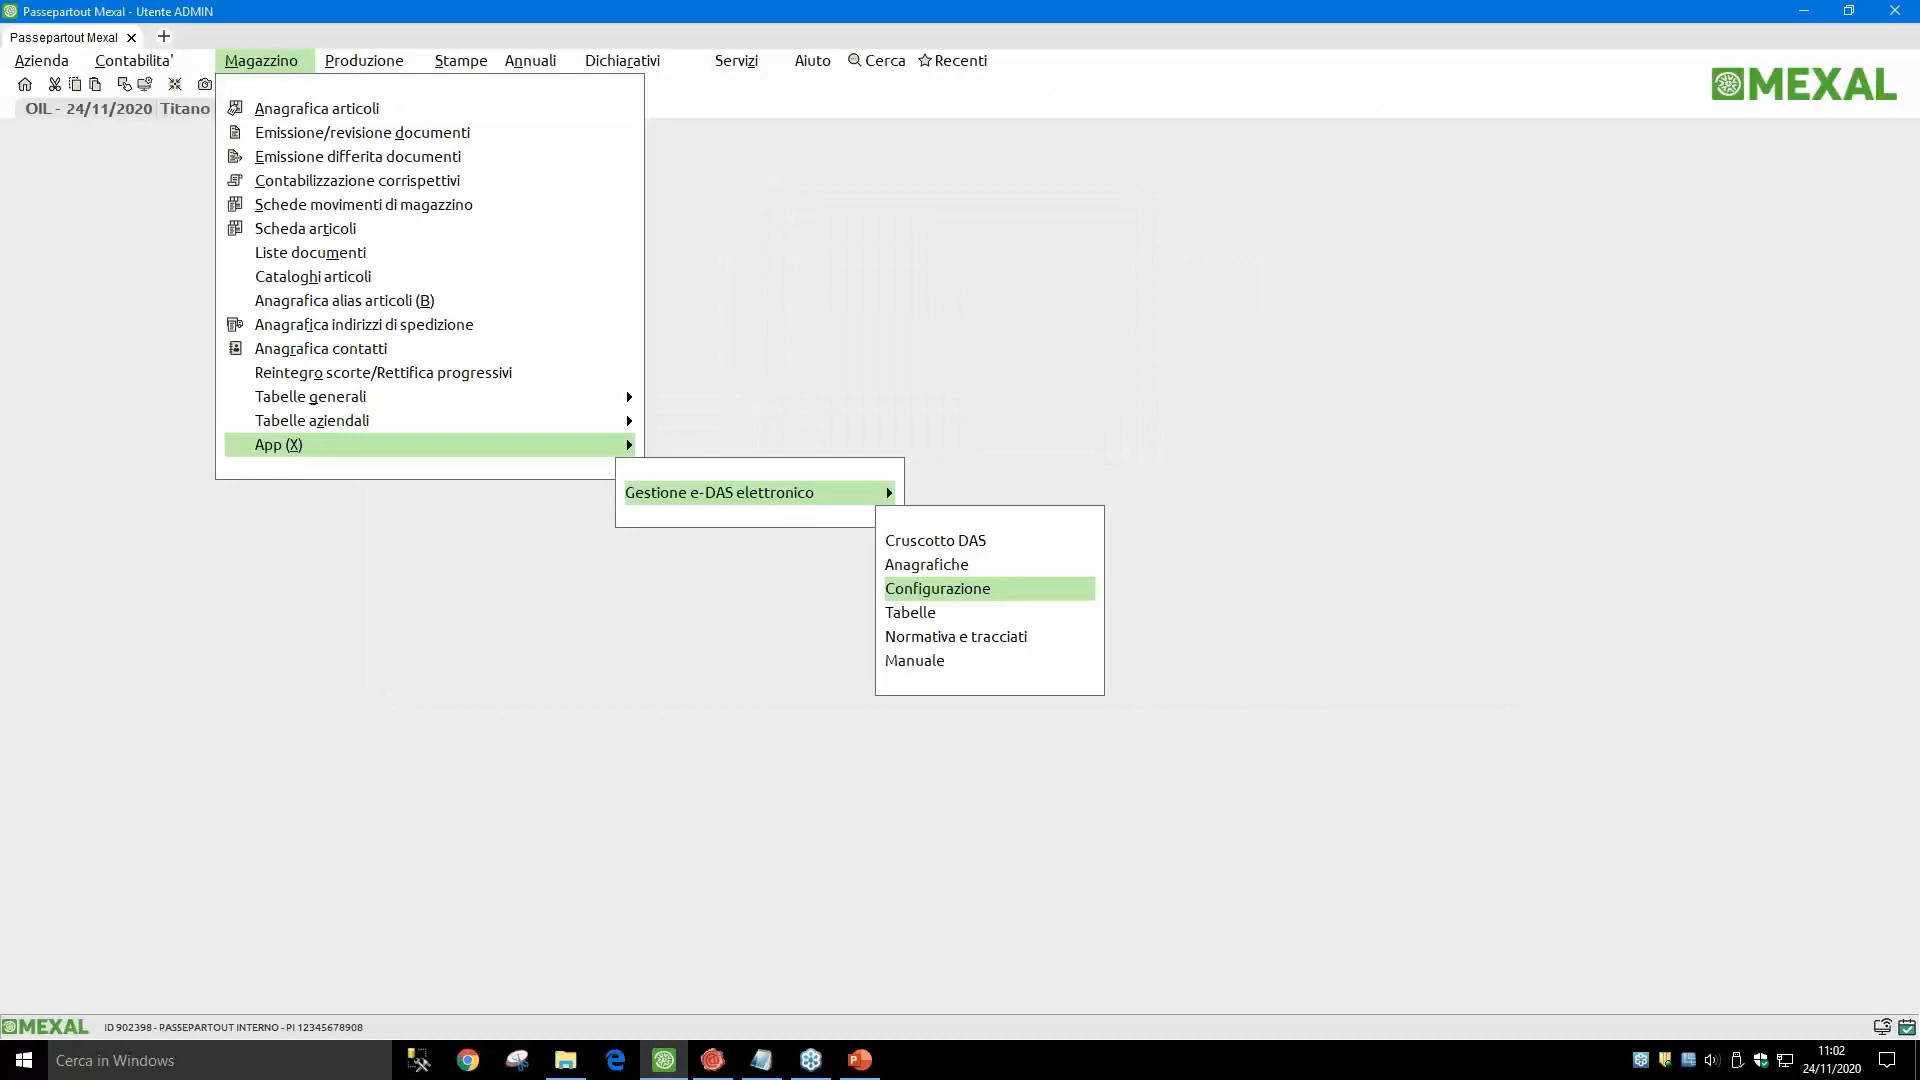 Passepartout Mexal - Utente ADMIN
Passepartout Mexal
Azienda Contabilita' Magazzino Produzione Stampe Annuali Dichiarativi Servizi Aiuto Cerca Recenti
MEXAL
OIL - 24/11/2020 Titano
Anagrafica articoli
Emissione/revisione documenti
Emissione differita documenti
Contabilizzazione corrispettivi
Schede movimenti di magazzino
Scheda articoli
Liste documenti
Cataloghi articoli
Anagrafica alias articoli (B)
Anagrafica indirizzi di spedizione
Anagrafica contatti
Reintegro scorte/Rettifica progressivi
Tabelle generali
Tabelle aziendali
App (X)
Gestione e-DAS elettronico
Cruscotto DAS
Anagrafiche
Configurazione
Tabelle
Normativa e tracciati
Manuale
MEXAL ID 902398 - PASSEPARTOUT INTERNO - PI 12345678908
Cerca in Windows
11:02
24/11/2020